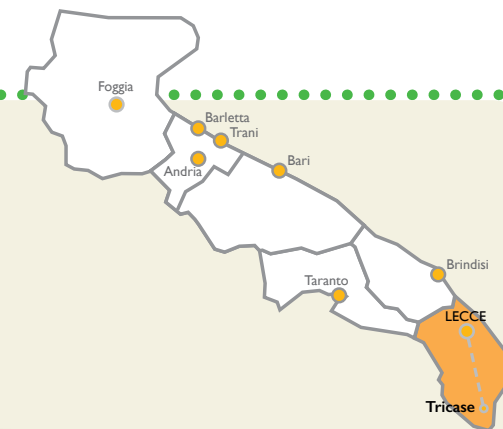 Foggia
Barletta
Trani
Bari
Andria
Brindisi
Taranto
LECCE
Tricase